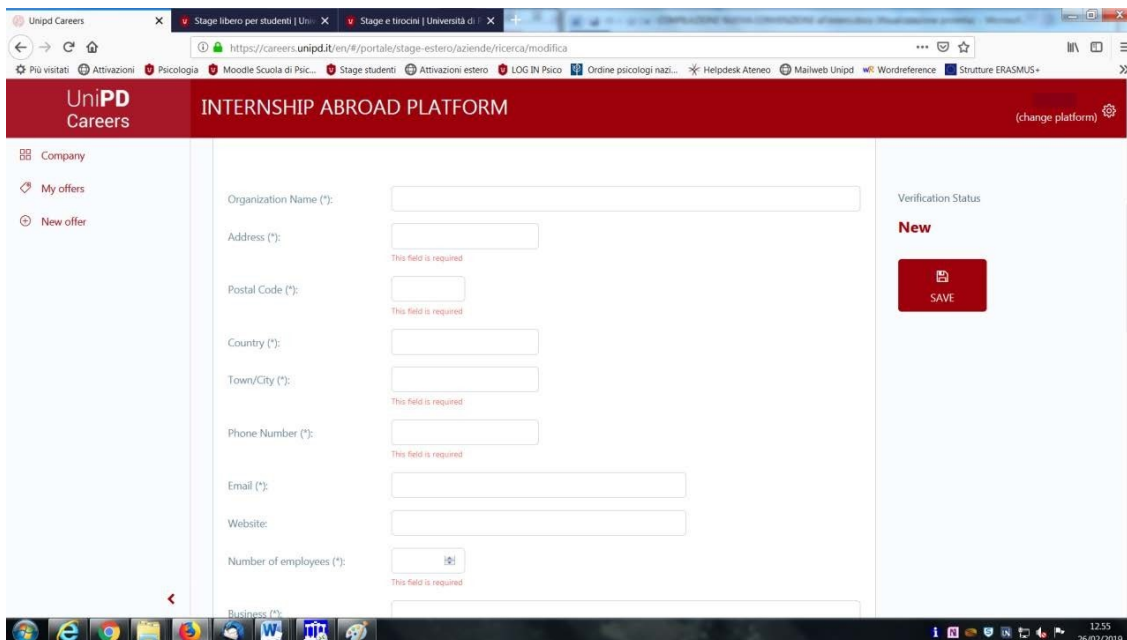 Unipd Careers
Stage libero per studenti | Univ
Stage e tirocini | Università di P
https://careers.unipd.it/en/#/portale/stage-estero/aziende/ricerca/modifica
Più visitati Attivazioni Psicologia Moodle Scuola di Psic... Stage studenti Attivazioni estero LOG IN Psico Ordine psicologi nazi... Helpdesk Ateneo Mailweb Unipd Wordreference Strutture ERASMUS+
UniPD
Careers
INTERNSHIP ABROAD PLATFORM
(change platform)
Company
My offers
New offer
Organization Name (*):
Address (*):
This field is required
Postal Code (*):
This field is required
Country (*):
Town/City (*):
This field is required
Phone Number (*):
This field is required
Email (*):
Website:
Number of employees (*):
This field is required
Business (*):
Verification Status
New
SAVE
12.55
26/02/2019